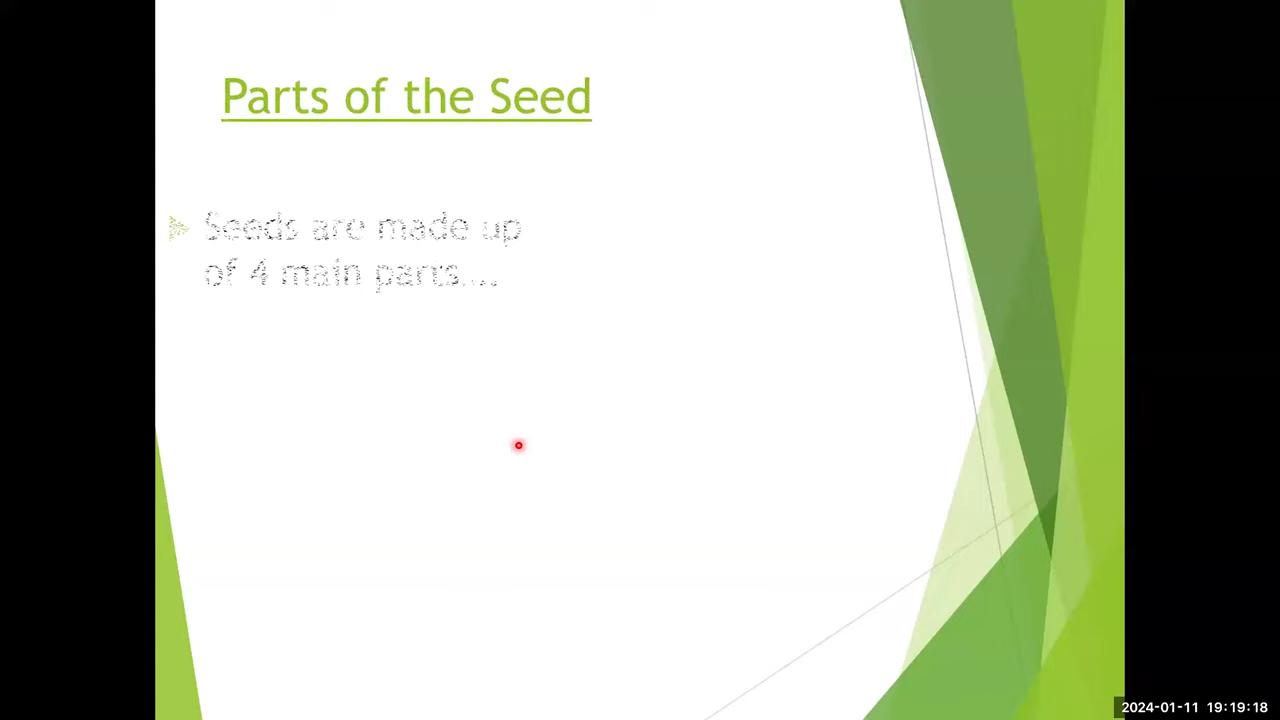 Parts of the Seed
Seeds are made up
of 4 main parts...
2024-01-11 19:19:18